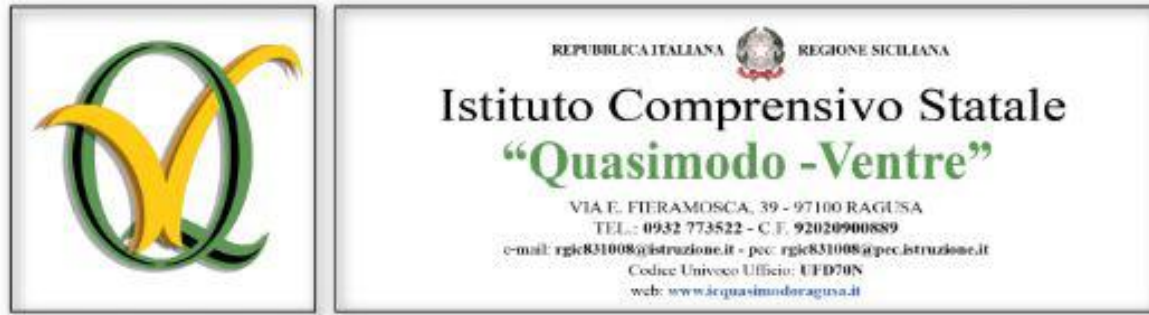 REPUBBLICA ITALIANA REGIONE SICILIANA
Istituto Comprensivo Statale
“Quasimodo -Ventre”
VIA E. FIERAMOSCA, 39 - 97100 RAGUSA
TEL.: 0932 773522 - C.F. 92020900889
e-mail: rgic831008@istruzione.it - pec: rgic831008@pec.istruzione.it
Codice Univoco Ufficio: UFD70N
web: www.icquasimodoragusa.it